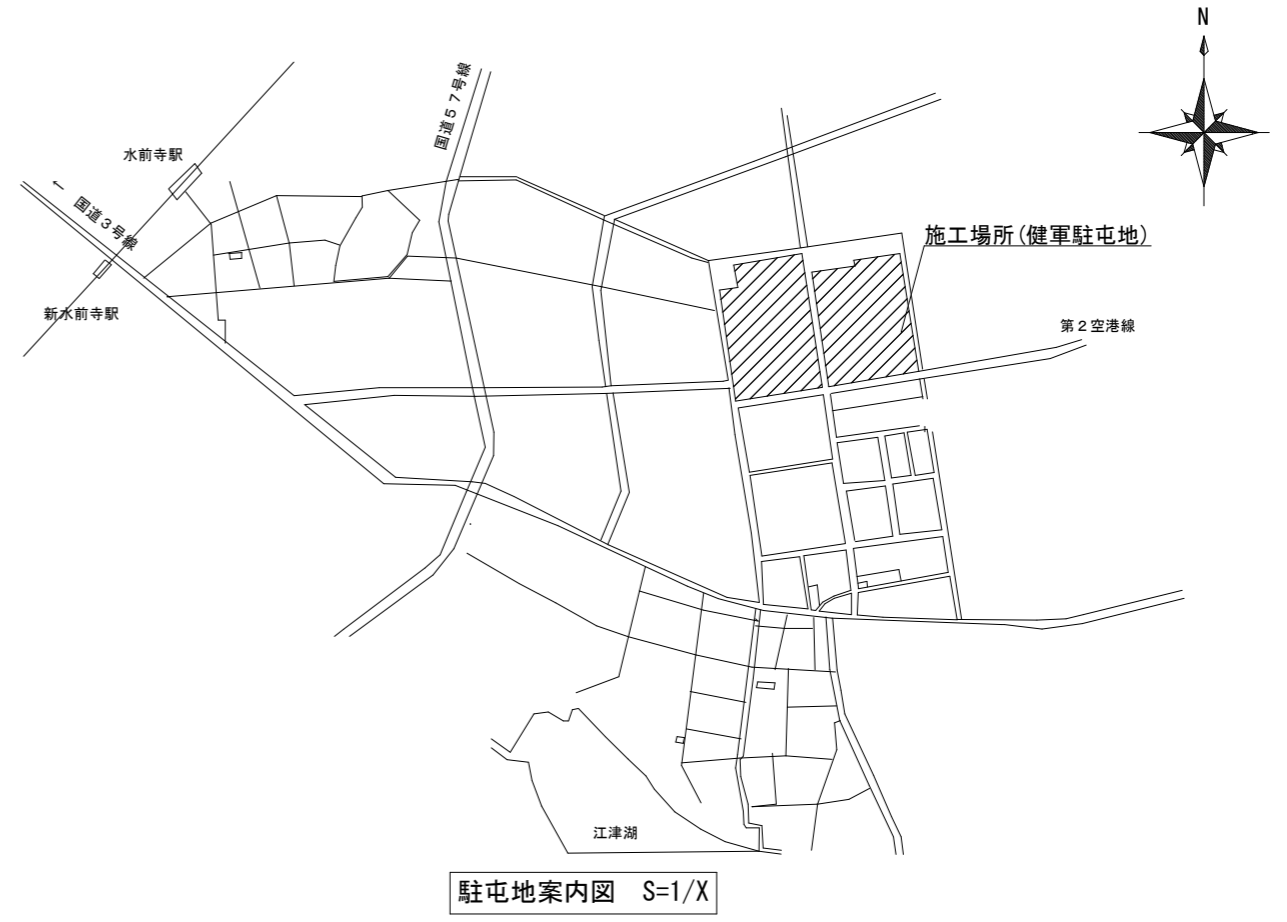 N
国道57号線
水前寺駅
← 国道3号線
施工場所(健軍駐屯地)
新水前寺駅
第2空港線
江津湖
駐屯地案内図 S=1/X